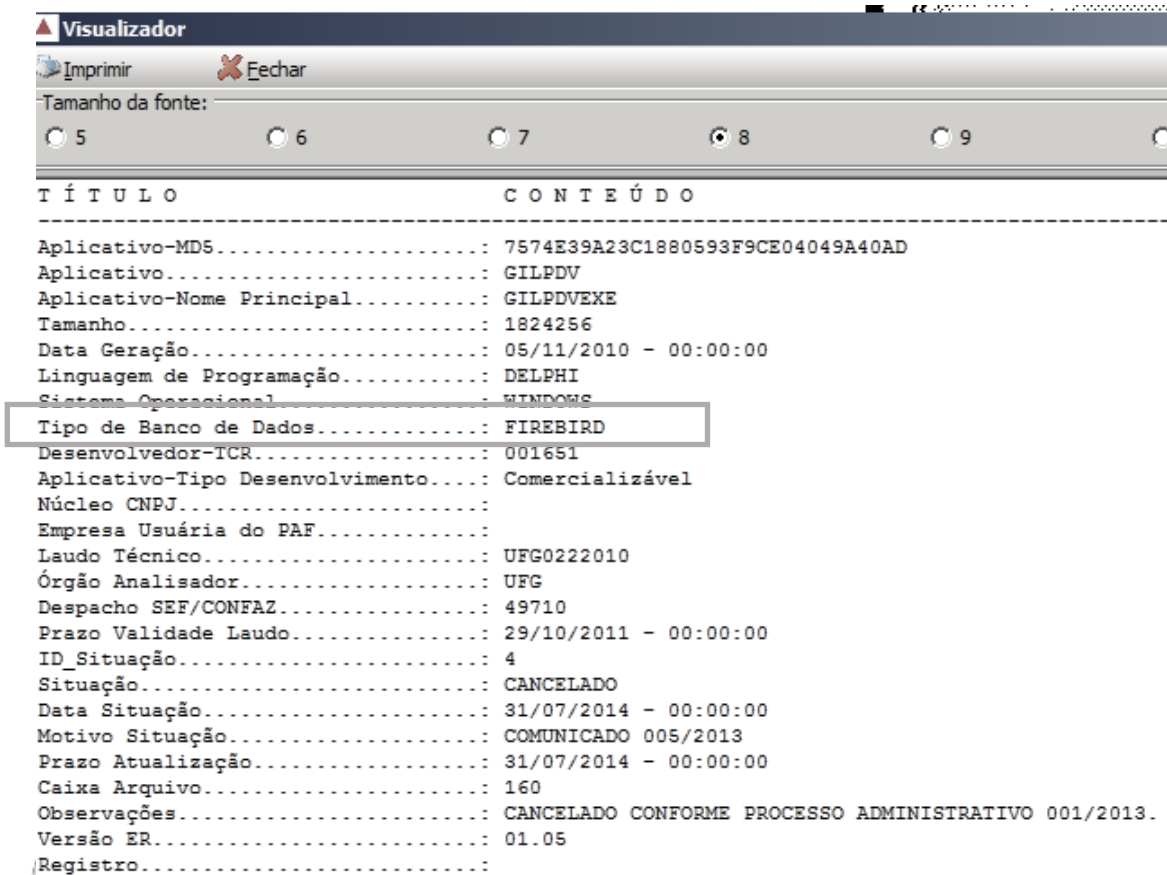 Visualizador
Imprimir Fechar
Tamanho da fonte:
5 6 7 8 9
TÍTULO CONTEÚDO
--------------------------------------------------------------------------------
Aplicativo-MD5.....................: 7574E39A23C1880593F9CE04049A40AD
Aplicativo.........................: GILPDV
Aplicativo-Nome Principal..........: GILPDVEXE
Tamanho............................: 1824256
Data Geração.......................: 05/11/2010 - 00:00:00
Linguagem de Programação...........: DELPHI
Sistema Operacional................: WINDOWS
Tipo de Banco de Dados.............: FIREBIRD
Desenvolvedor-TCR..................: 001651
Aplicativo-Tipo Desenvolvimento....: Comercializável
Núcleo CNPJ........................:
Empresa Usuária do PAF.............:
Laudo Técnico......................: UFG0222010
Órgão Analisador...................: UFG
Despacho SEF/CONFAZ................: 49710
Prazo Validade Laudo...............: 29/10/2011 - 00:00:00
ID_Situação........................: 4
Situação...........................: CANCELADO
Data Situação......................: 31/07/2014 - 00:00:00
Motivo Situação....................: COMUNICADO 005/2013
Prazo Atualização..................: 31/07/2014 - 00:00:00
Caixa Arquivo......................: 160
Observações........................: CANCELADO CONFORME PROCESSO ADMINISTRATIVO 001/2013.
Versão ER..........................: 01.05
Registro...........................: